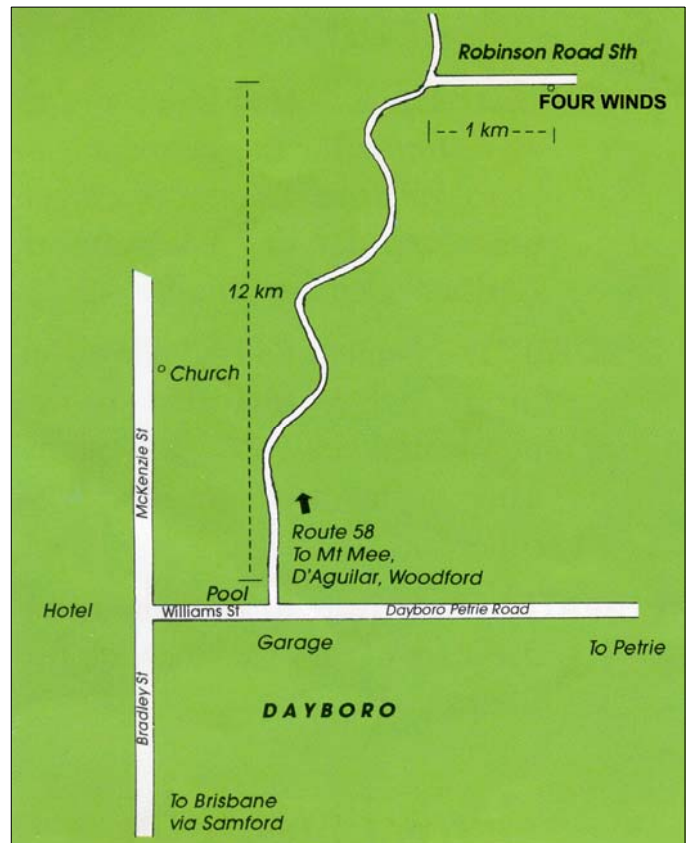 Robinson Road Sth
FOUR WINDS
1 km
12 km
Church
McKenzie St
Route 58
To Mt Mee,
D'Aguilar, Woodford
Pool
Hotel
Williams St
Dayboro Petrie Road
Garage
To Petrie
Bradley St
DAYBORO
To Brisbane
via Samford